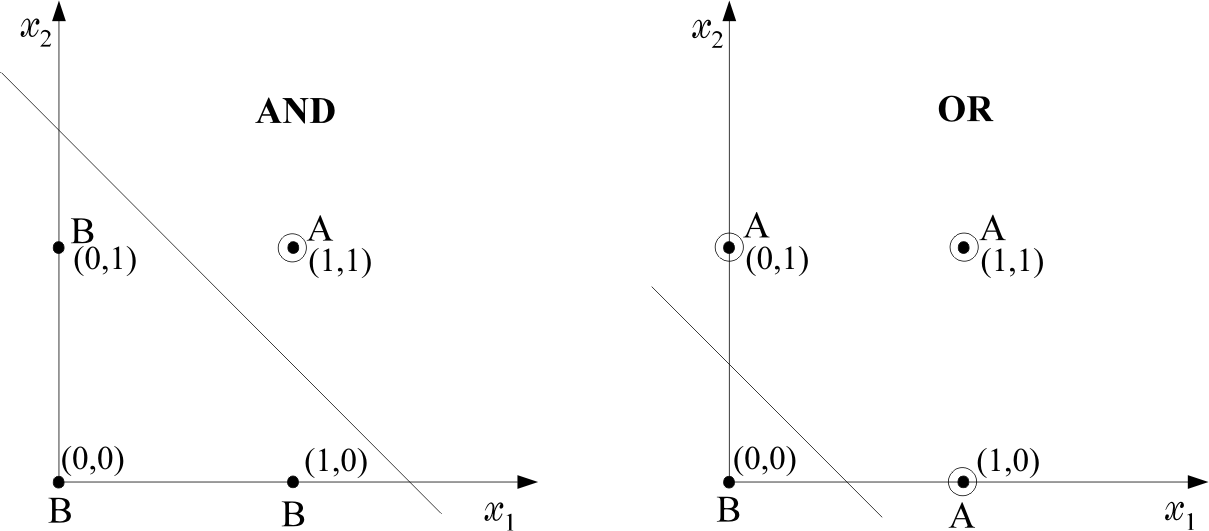 x2
AND
B
(0,1)
A
(1,1)
(0,0)
(1,0)
B
B
x1
x2
OR
A
(0,1)
A
(1,1)
(0,0)
(1,0)
B
A
x1